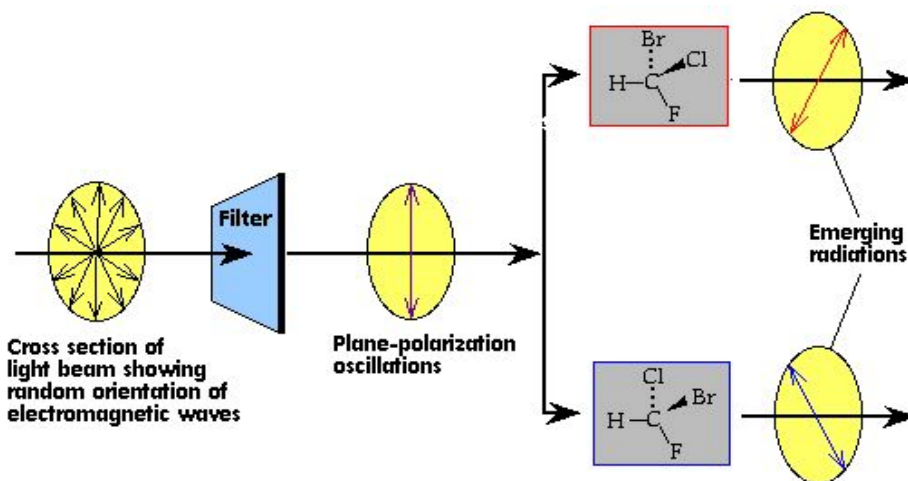 Br
Cl
H C
F
Filter
Emerging
radiations
Cross section of
light beam showing
random orientation of
electromagnetic waves
Plane-polarization
oscillations
Cl
Br
H C
F